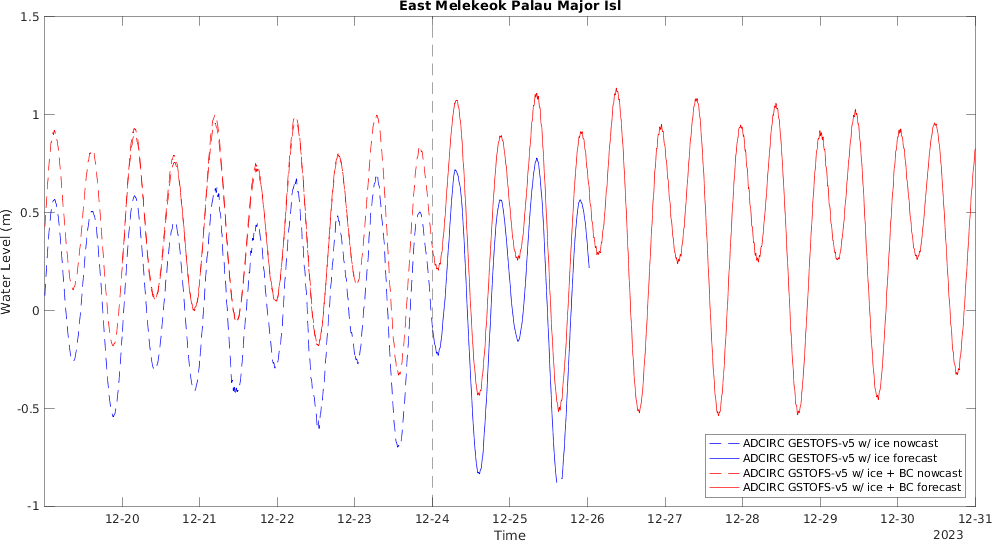 East Melekeok Palau Major Isl
1.5
1
0.5
0
-0.5
-1
Water Level (m)
ADCIRC GESTOFS-v5 w/ ice nowcast
ADCIRC GESTOFS-v5 w/ ice forecast
ADCIRC GSTOFS-v5 w/ ice + BC nowcast
ADCIRC GSTOFS-v5 w/ ice + BC forecast
12-20 12-21 12-22 12-23 12-24 12-25 12-26 12-27 12-28 12-29 12-30 12-31
Time
2023